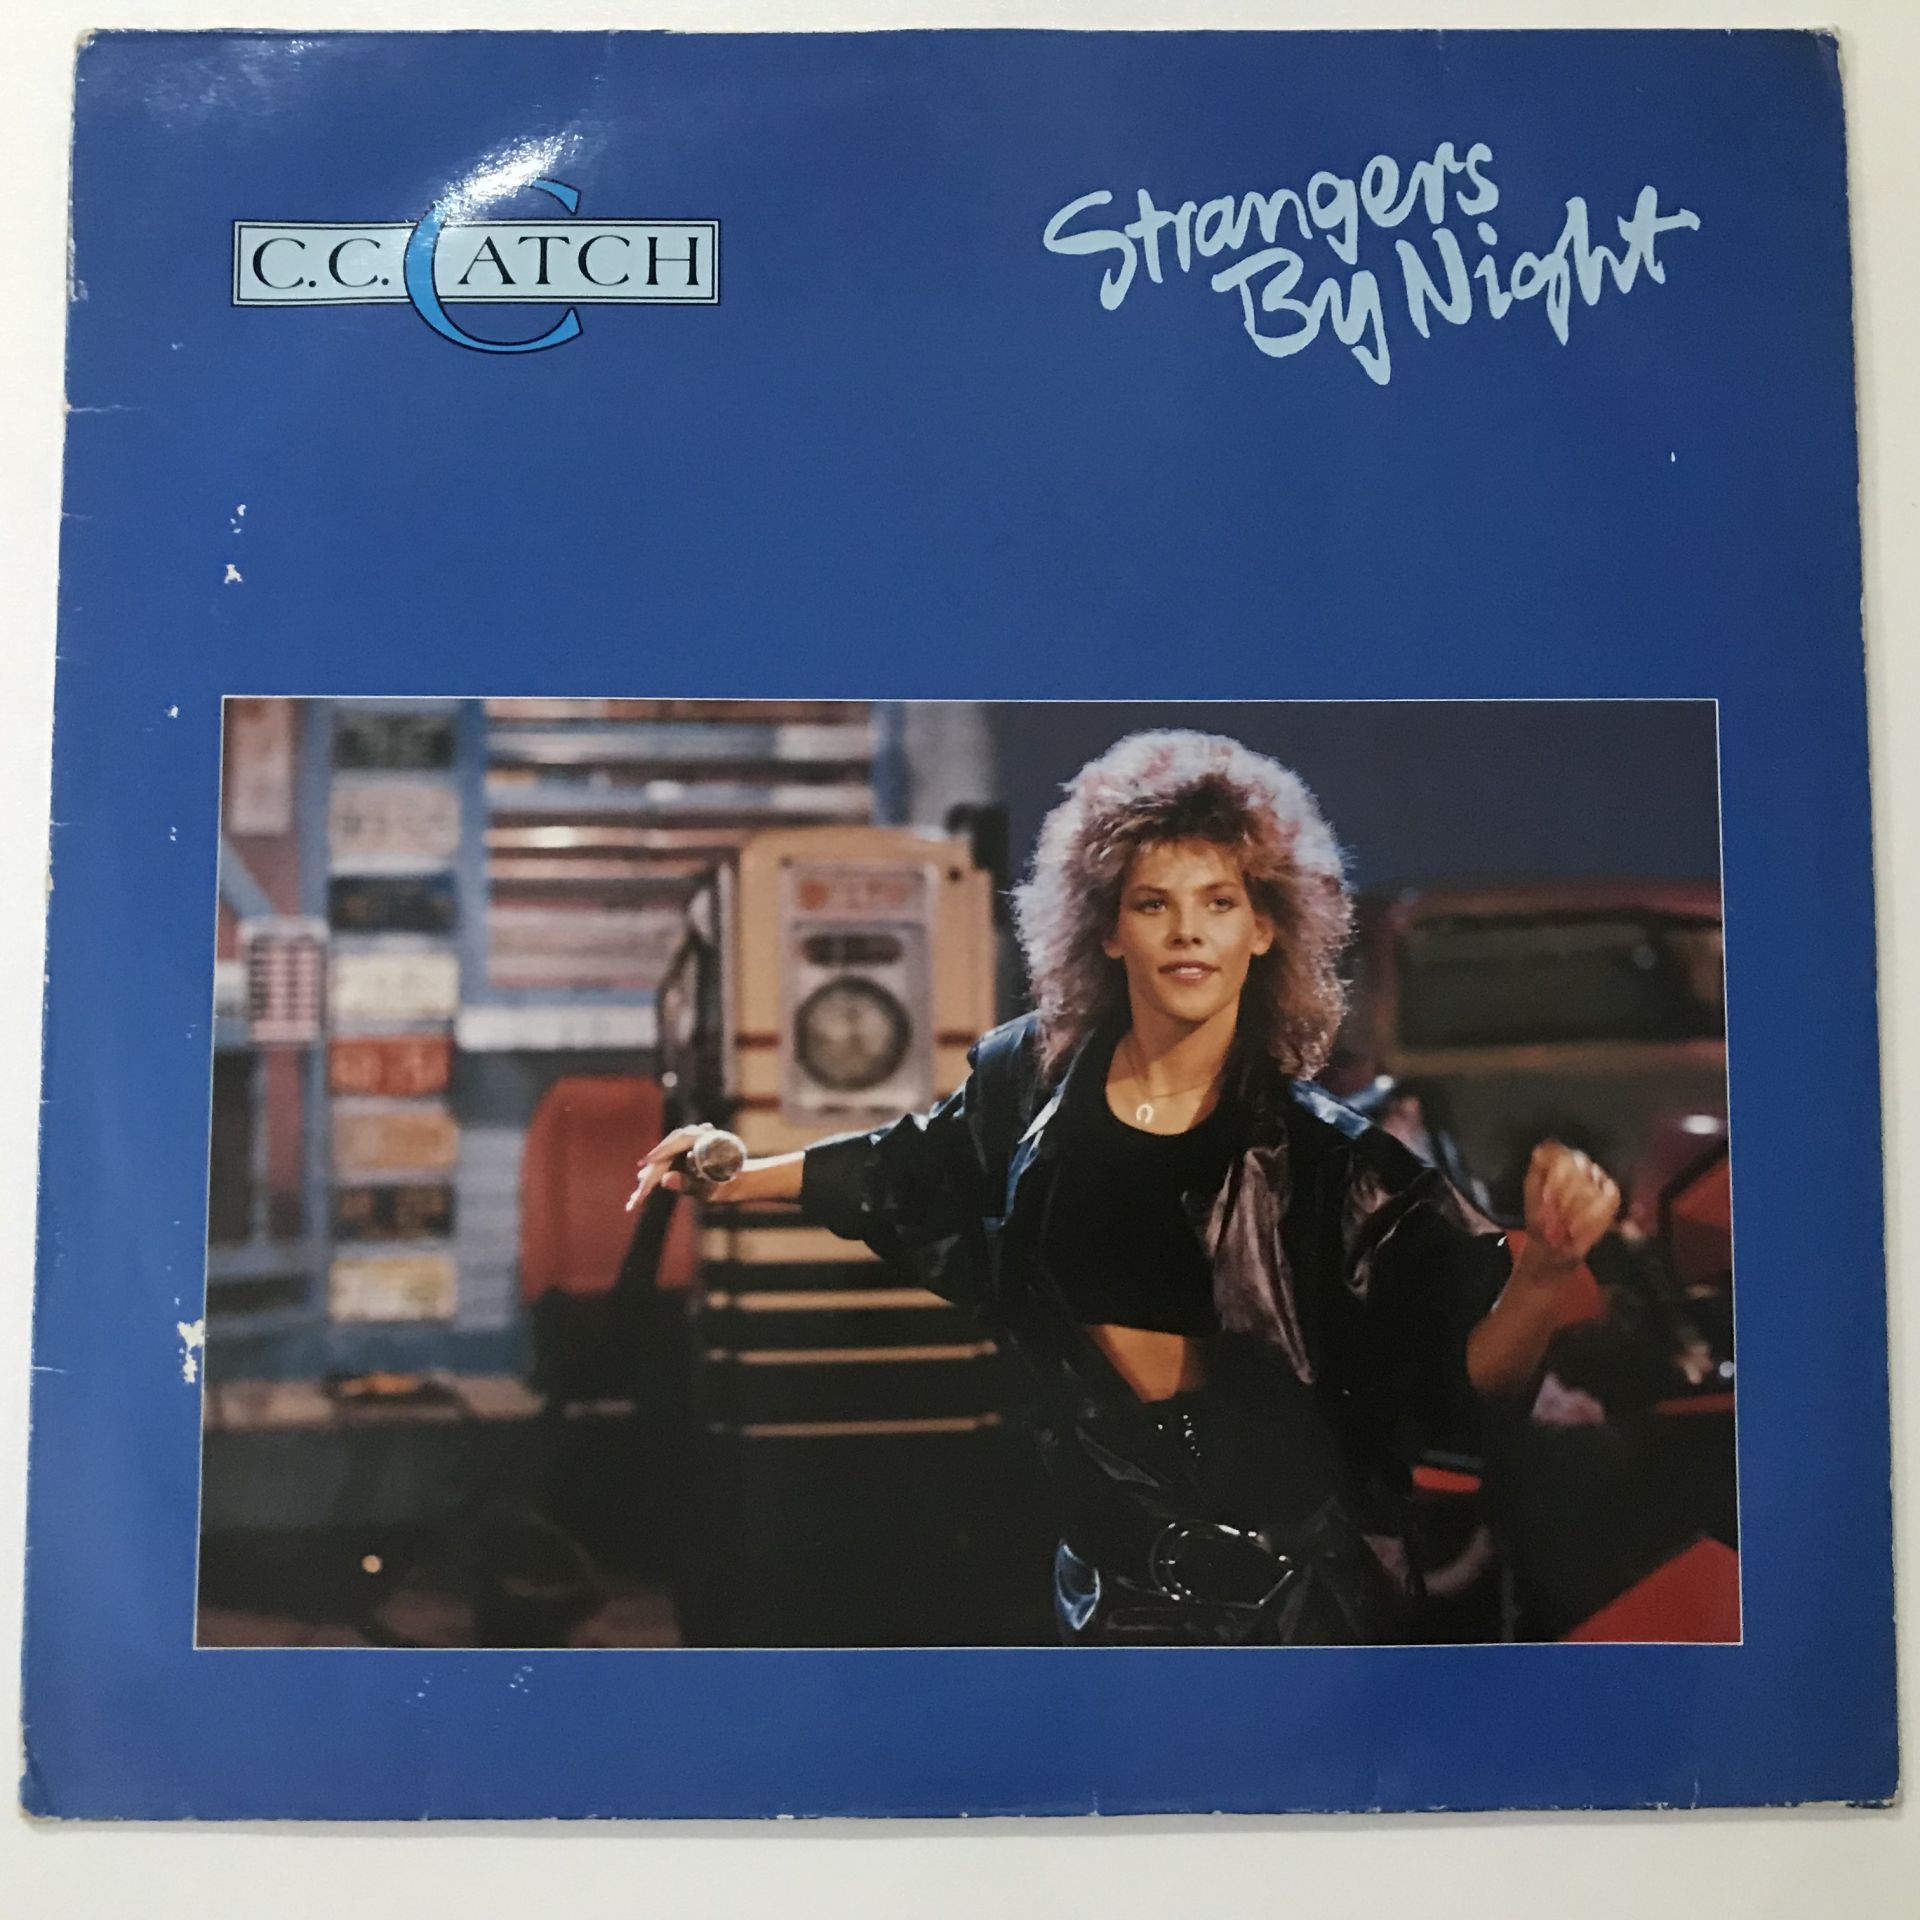 C.C. CATCH
Strangers
By Night